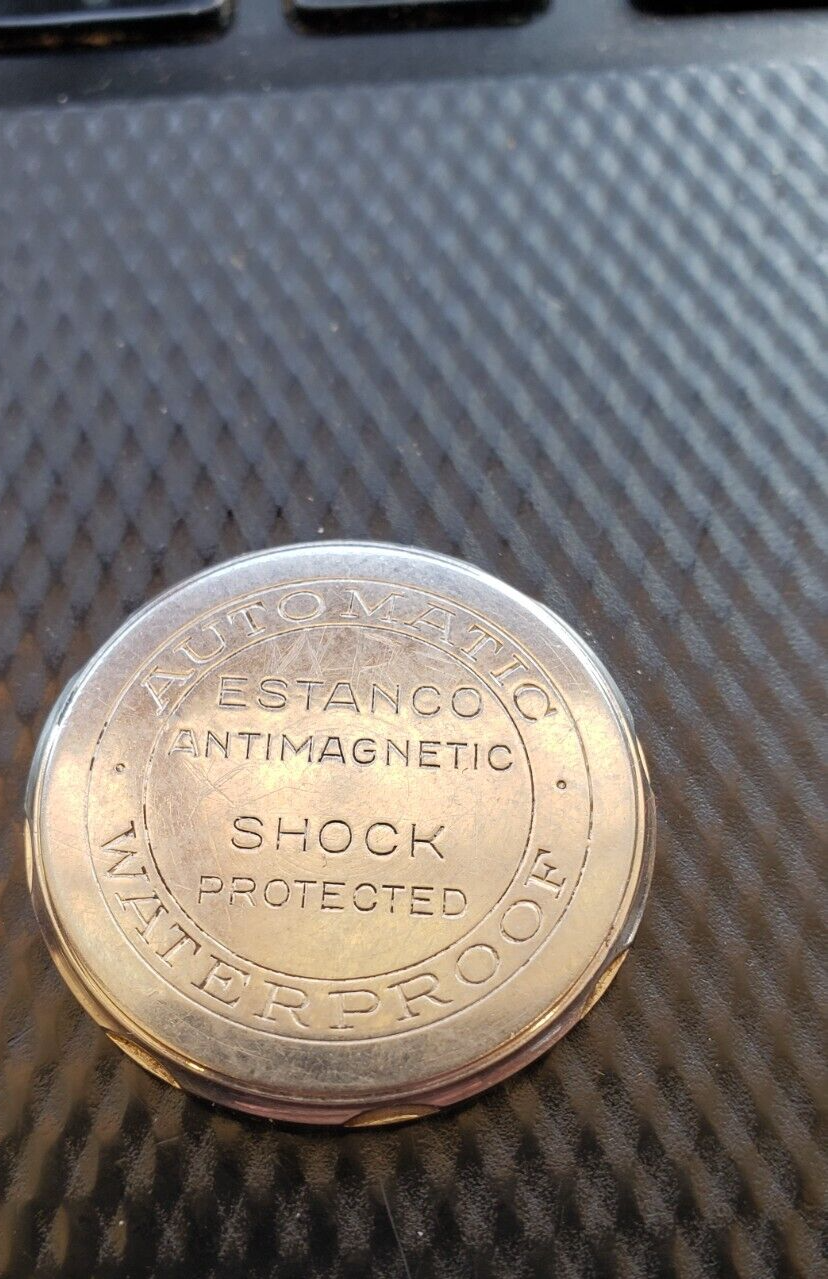 AUTOMATIC
ESTANCO
ANTIMAGNETIC
SHOCK
PROTECTED
WATERPROOF